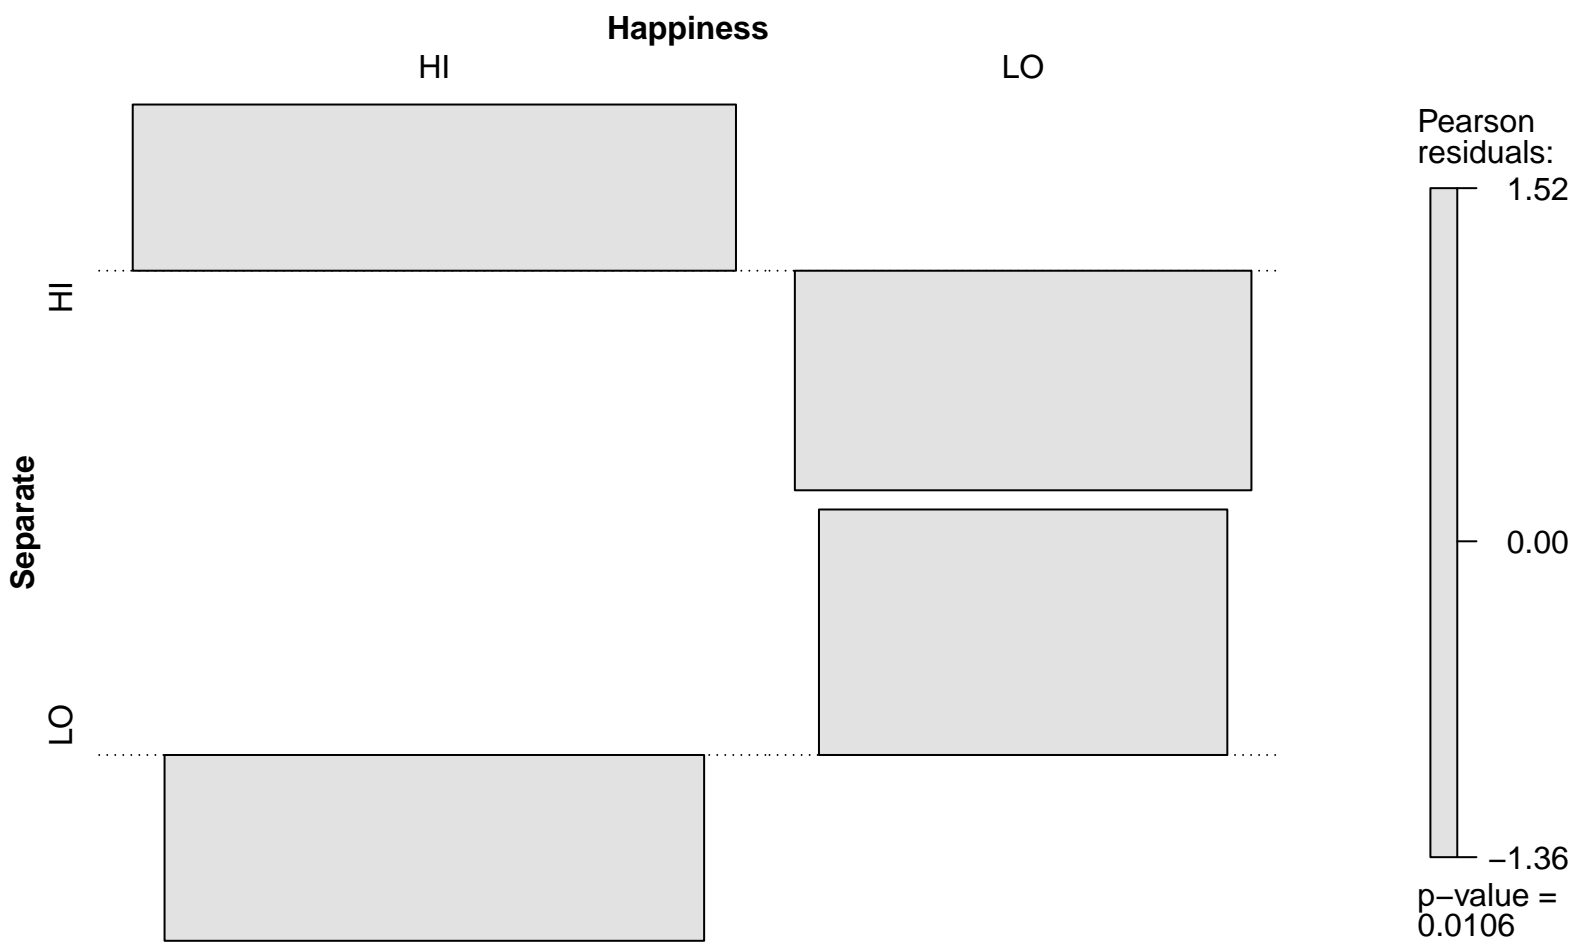 Happiness
HI LO
Pearson
residuals:
1.52
HI
Separate
0.00
LO
−1.36
p−value =
0.0106